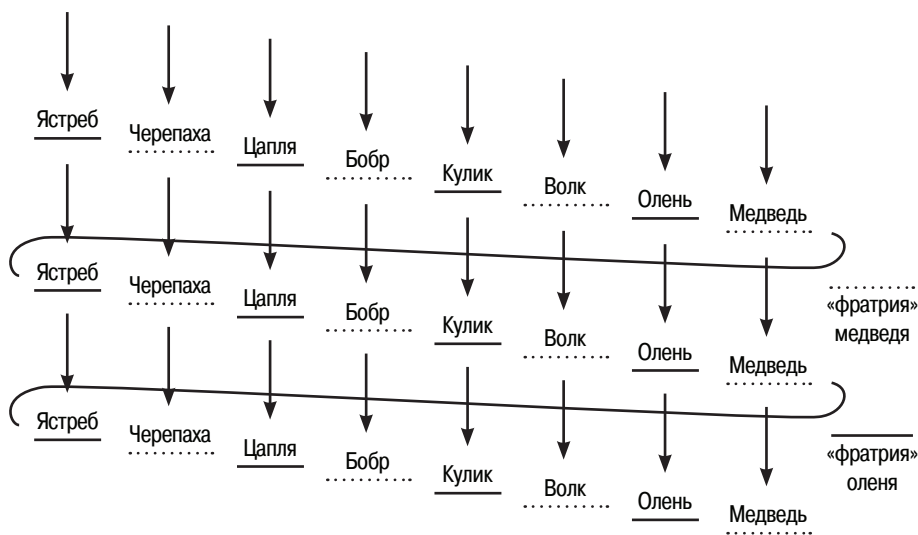 Ястреб Черепаха Цапля Бобр Кулик Волк Олень Медведь
Ястреб Черепаха Цапля Бобр Кулик Волк Олень Медведь
«фратрия»
медведя
Ястреб Черепаха Цапля Бобр Кулик Волк Олень Медведь
«фратрия»
оленя